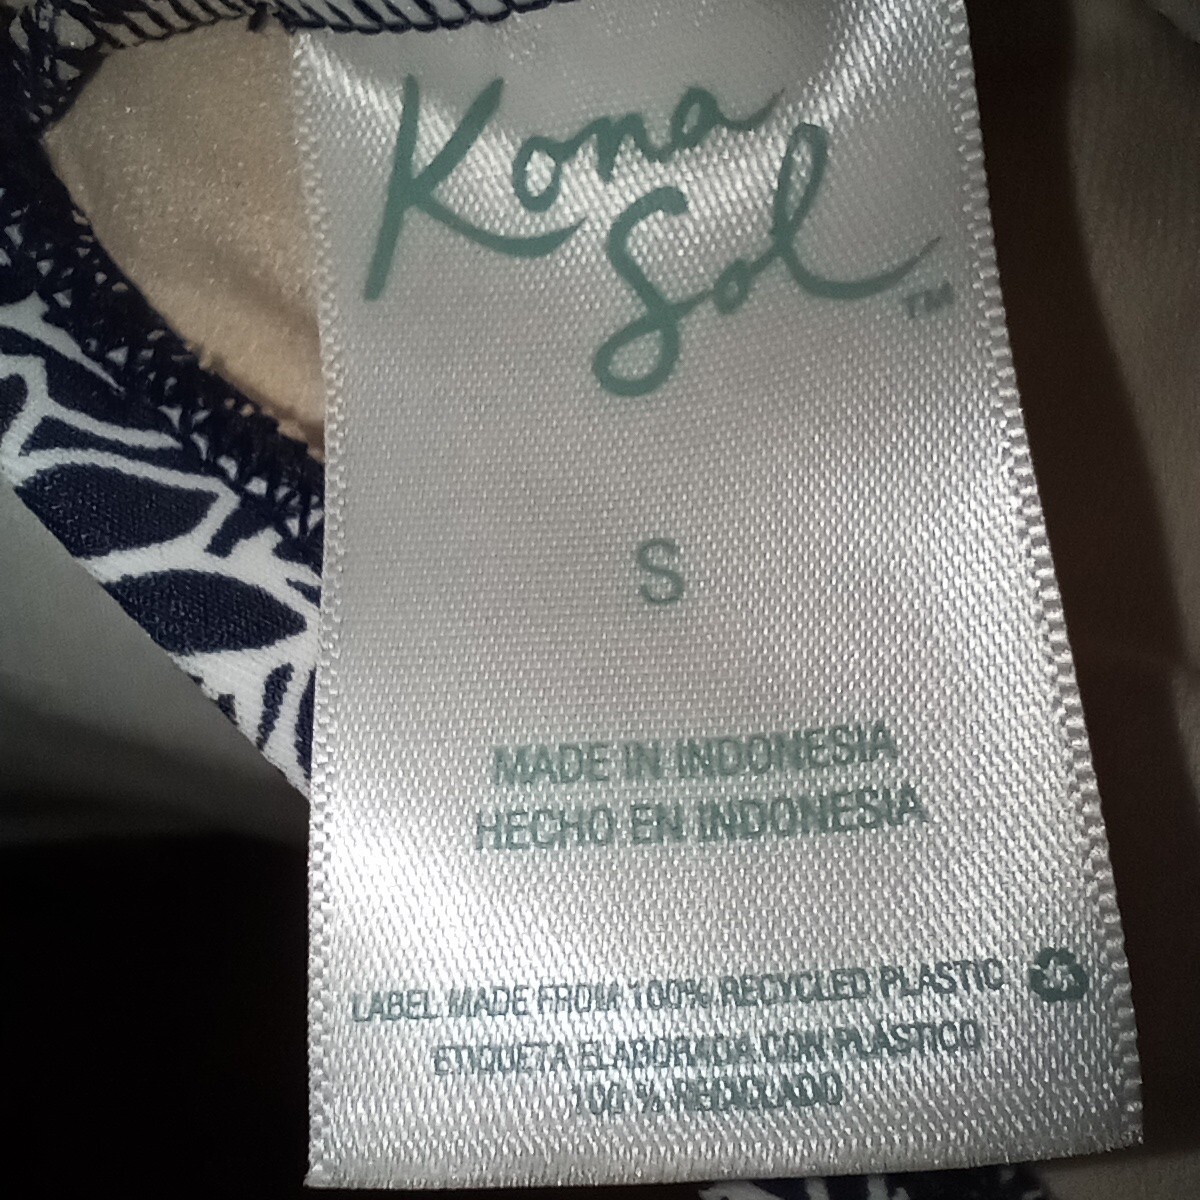 Kona
Sol
TM
S
MADE IN INDONESIA
HECHO EN INDONESIA
LABEL MADE FROM 100% RECYCLED PLASTIC
ETIQUETA ELABORADA CON PLÁSTICO
100 % RECICLADO